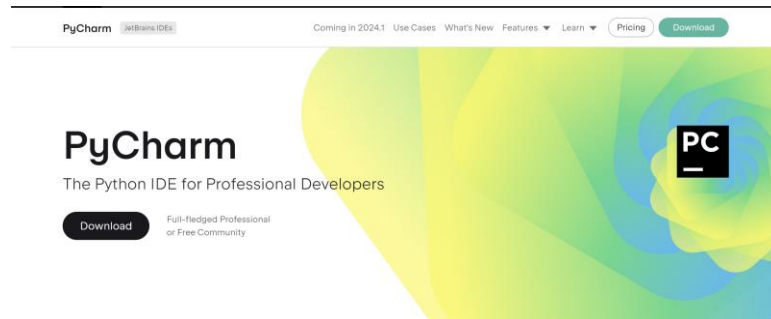 PyCharm JetBrains IDEs Coming in 2024.1 Use Cases What's New Features Learn Pricing Download
PyCharm
PC
The Python IDE for Professional Developers
Download
Full-fledged Professional
or Free Community